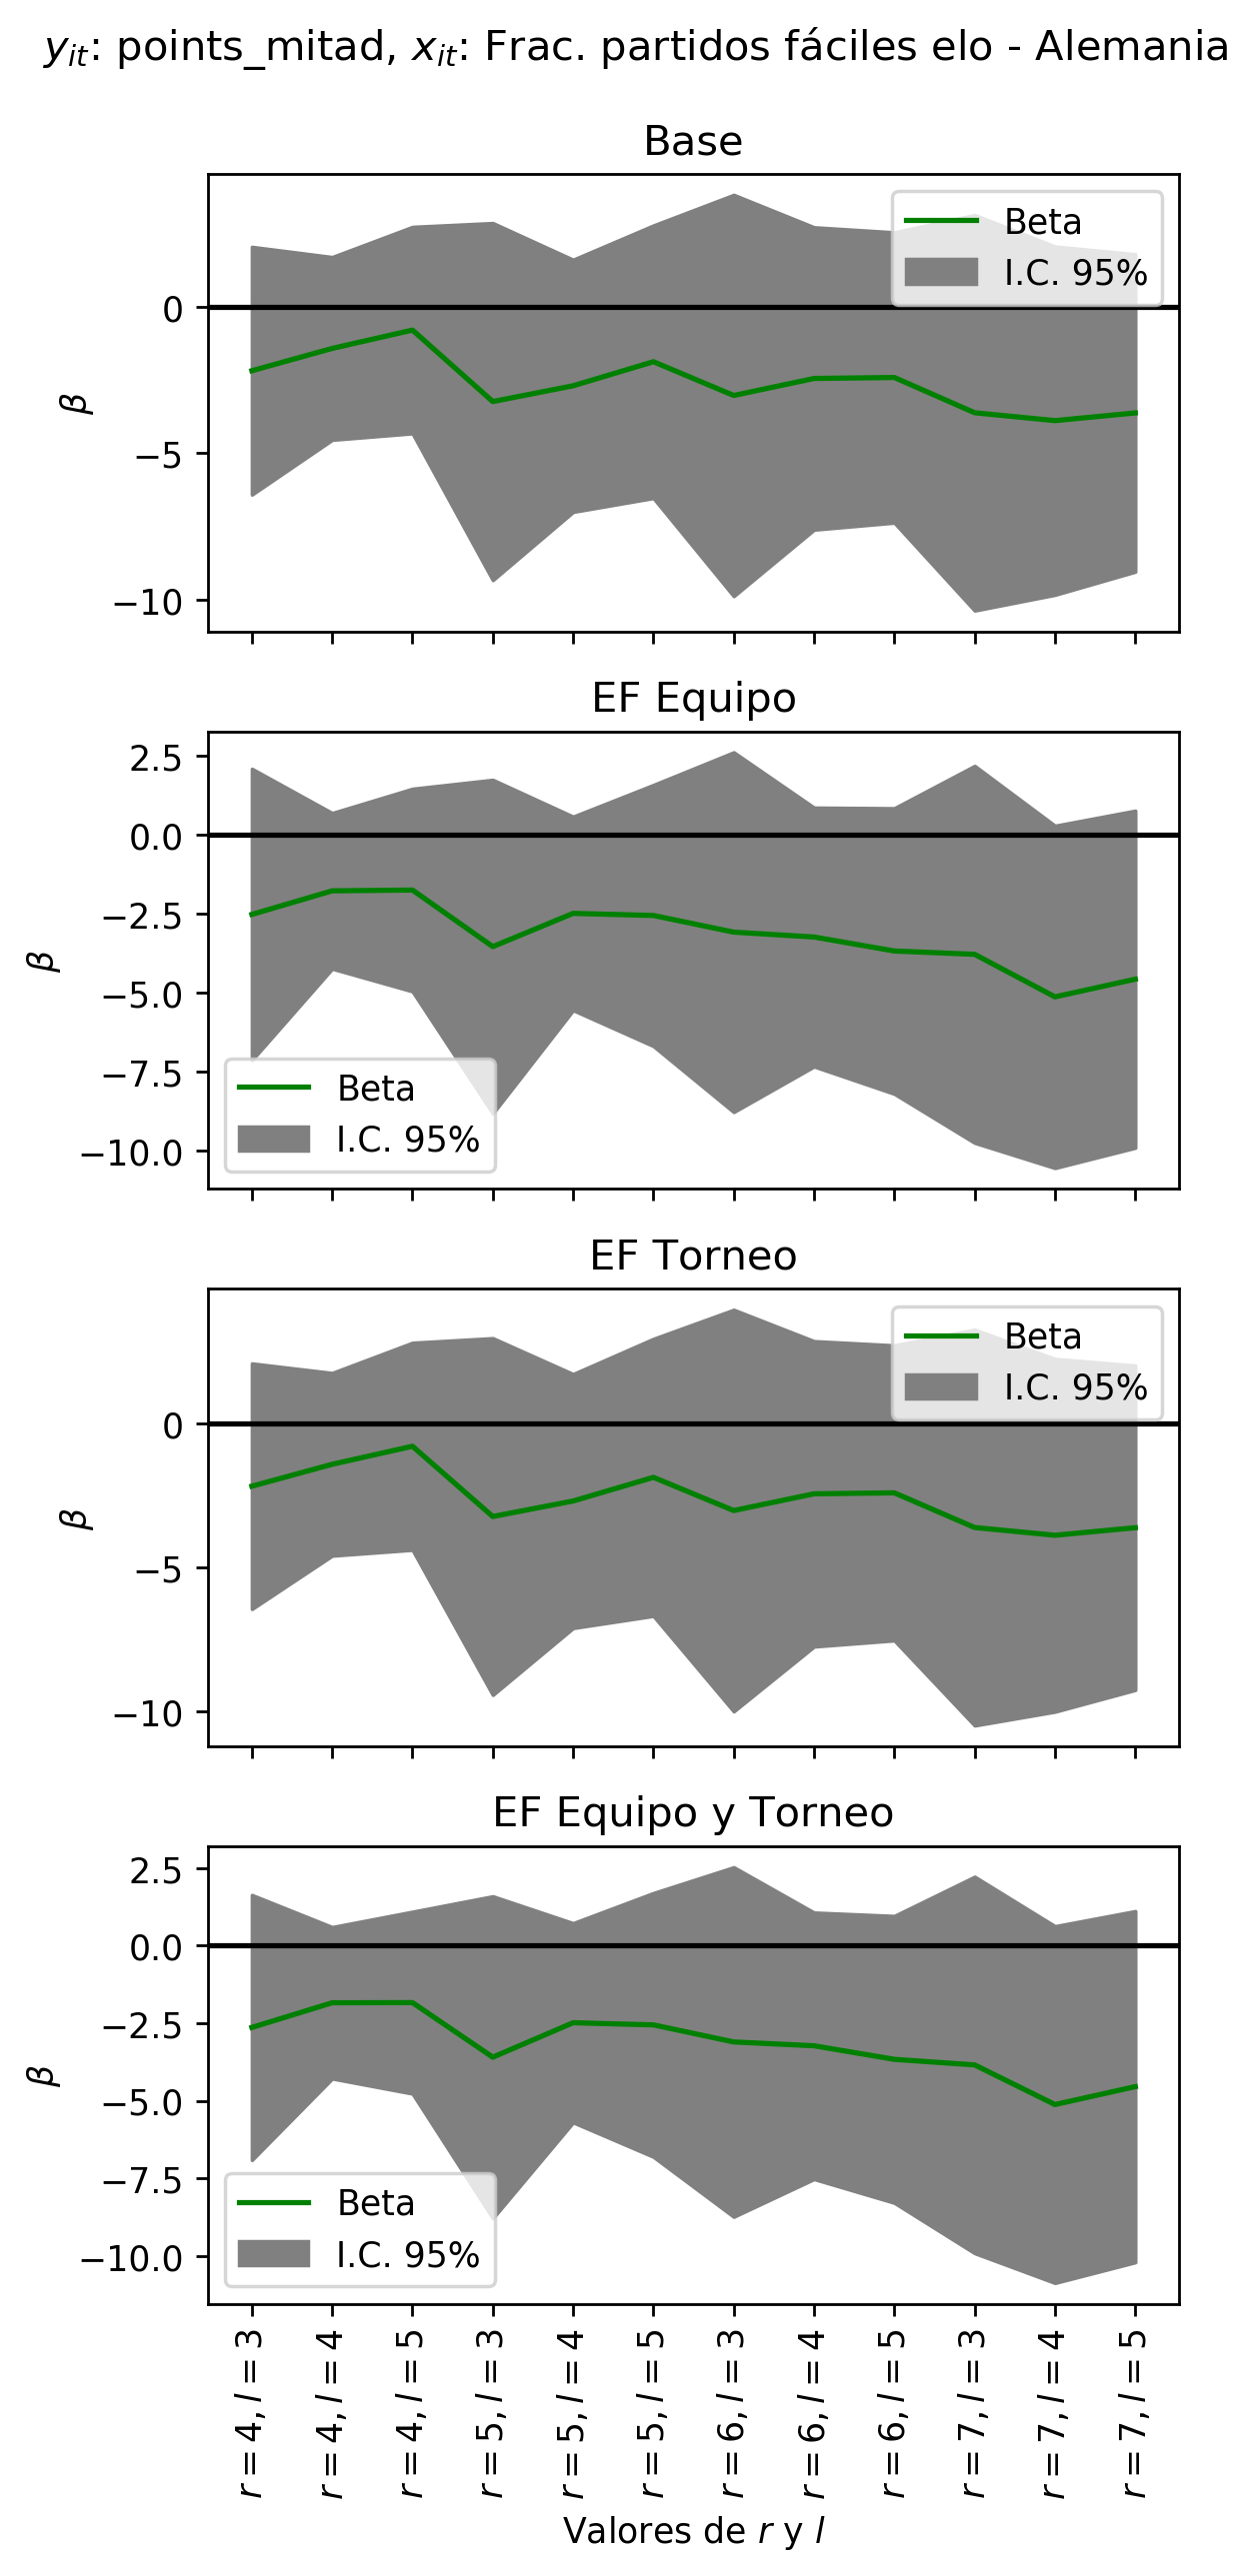 y_it: points_mitad, x_it: Frac. partidos fáciles elo - Alemania
Base
Beta
I.C. 95%
0
−5
−10
β
EF Equipo
2.5
0.0
−2.5
−5.0
−7.5
−10.0
β
Beta
I.C. 95%
EF Torneo
Beta
I.C. 95%
0
−5
−10
β
EF Equipo y Torneo
2.5
0.0
−2.5
−5.0
−7.5
−10.0
β
Beta
I.C. 95%
r = 4, l = 3
r = 4, l = 4
r = 4, l = 5
r = 5, l = 3
r = 5, l = 4
r = 5, l = 5
r = 6, l = 3
r = 6, l = 4
r = 6, l = 5
r = 7, l = 3
r = 7, l = 4
r = 7, l = 5
Valores de r y l